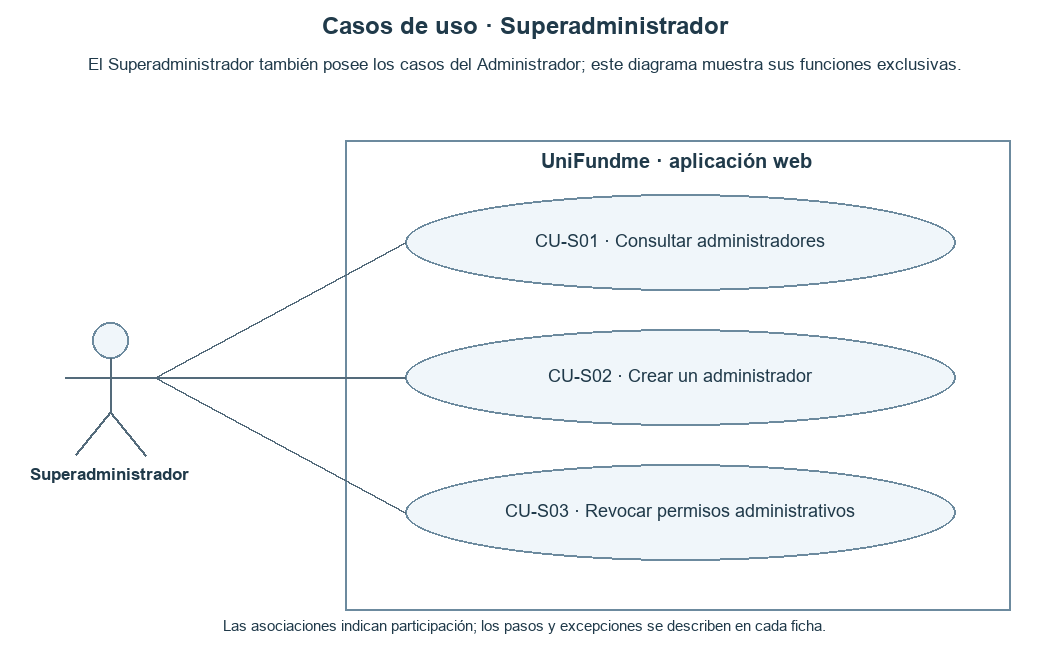 Casos de uso · Superadministrador
El Superadministrador también posee los casos del Administrador; este diagrama muestra sus funciones exclusivas.
UniFundme · aplicación web
CU-S01 · Consultar administradores
CU-S02 · Crear un administrador
Superadministrador
CU-S03 · Revocar permisos administrativos
Las asociaciones indican participación; los pasos y excepciones se describen en cada ficha.